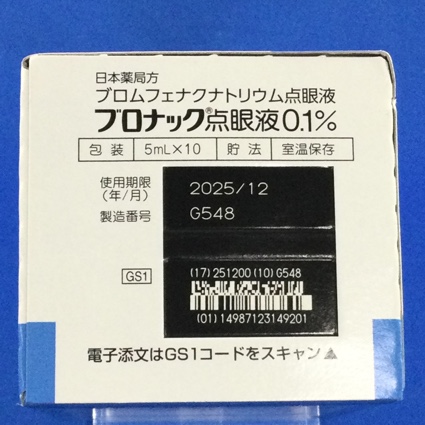 日本薬局方
ブロムフェナクナトリウム点眼液
ブロナック®点眼液0.1%
包装 5mL×10 貯法 室温保存
使用期限 2025/12
(年/月)
製造番号 G548
GS1
(17)251200(10)G548
(01)14987123149201
電子添文はGS1コードをスキャン▲